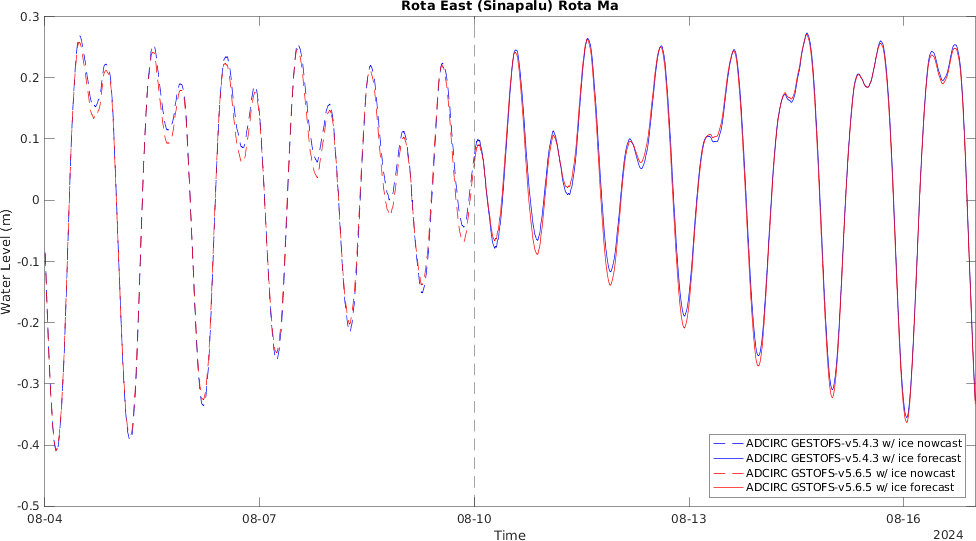 Rota East (Sinapalu) Rota Ma
0.3
0.2
0.1
0
-0.1
-0.2
-0.3
-0.4
-0.5
Water Level (m)
08-04
08-07
08-10
08-13
08-16
Time
2024
ADCIRC GESTOFS-v5.4.3 w/ ice nowcast
ADCIRC GESTOFS-v5.4.3 w/ ice forecast
ADCIRC GSTOFS-v5.6.5 w/ ice nowcast
ADCIRC GSTOFS-v5.6.5 w/ ice forecast